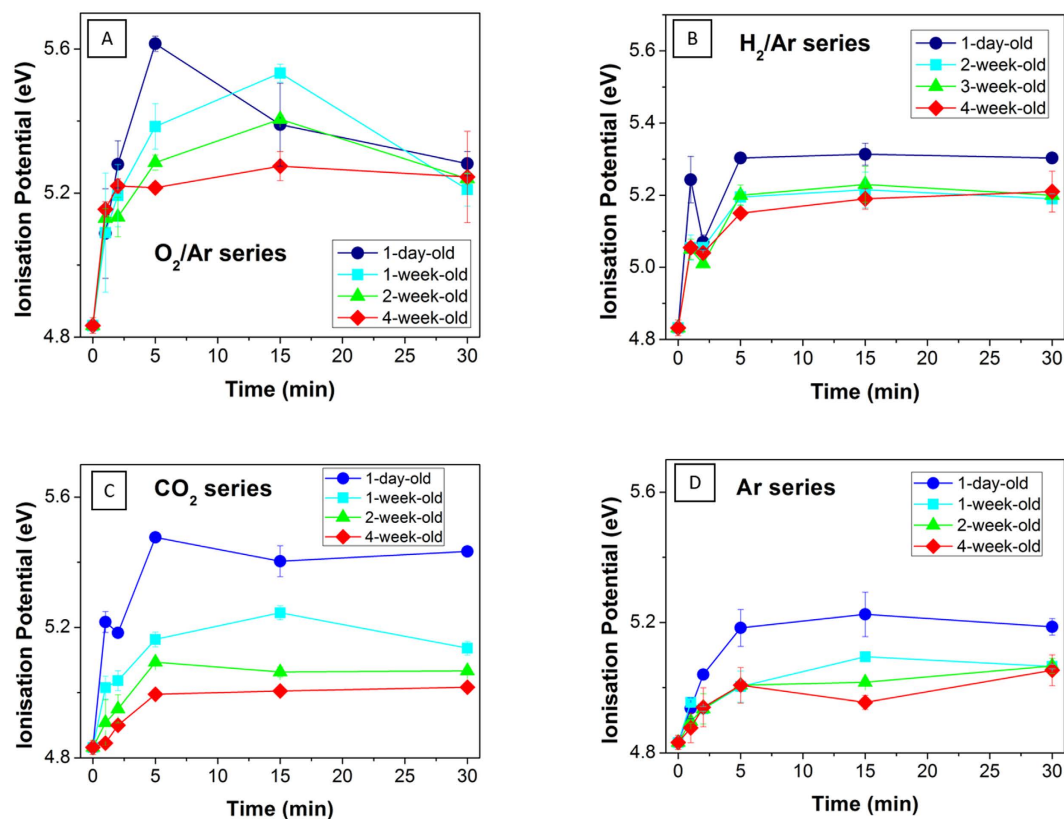 A
O₂/Ar series
1-day-old
1-week-old
2-week-old
4-week-old
Ionisation Potential (eV)
5.6
5.2
4.8
0 5 10 15 20 25 30
Time (min)
B
H₂/Ar series
1-day-old
2-week-old
3-week-old
4-week-old
Ionisation Potential (eV)
5.6
5.4
5.2
5.0
4.8
0 5 10 15 20 25 30
Time (min)
C
CO₂ series
1-day-old
1-week-old
2-week-old
4-week-old
Ionisation Potential (eV)
5.6
5.2
4.8
0 5 10 15 20 25 30
Time (min)
D
Ar series
1-day-old
1-week-old
2-week-old
4-week-old
Ionisation Potential (eV)
5.6
5.2
4.8
0 5 10 15 20 25 30
Time (min)